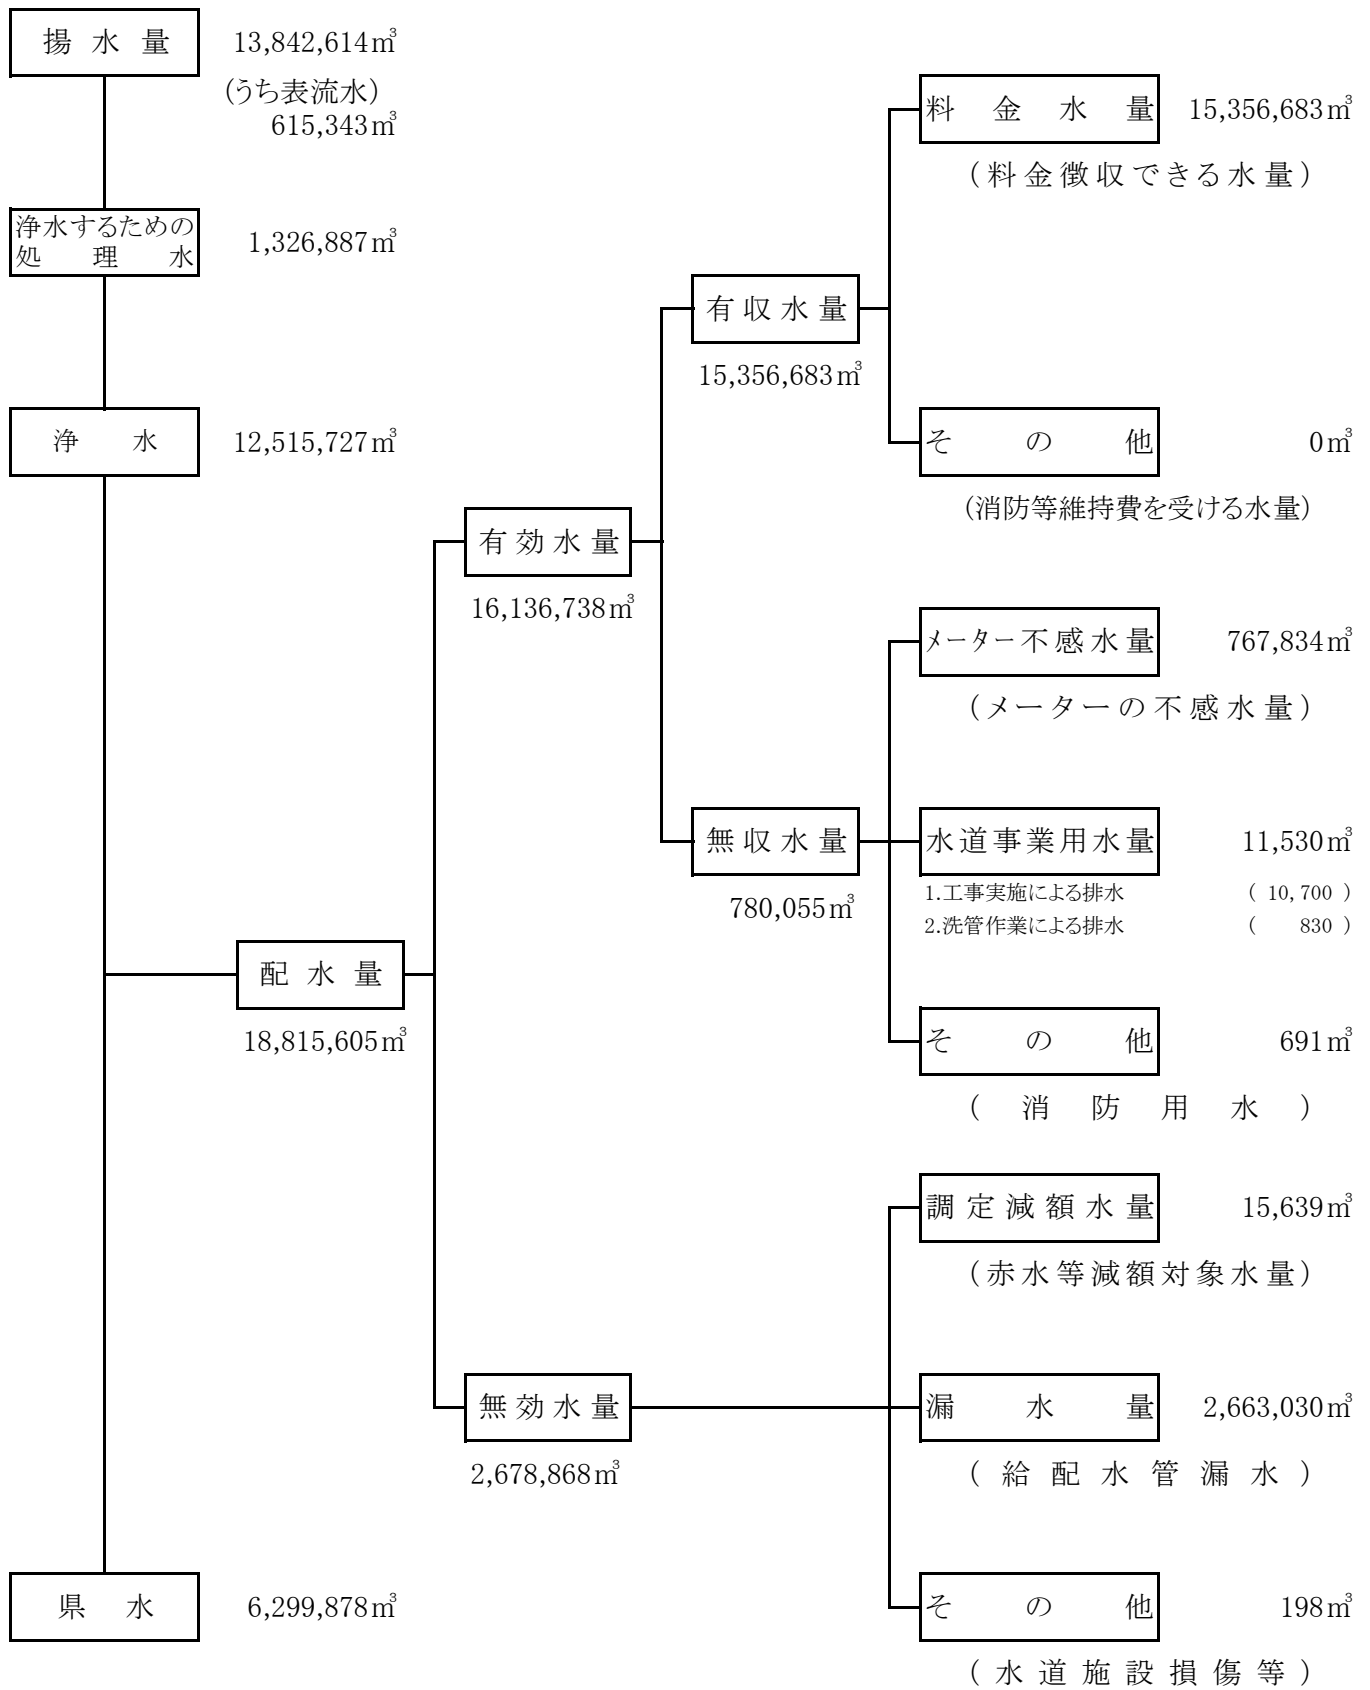 揚水量 13,842,614㎥
(うち表流水)
615,343㎥
浄水するための
処理水 1,326,887㎥
浄水 12,515,727㎥
配水量
18,815,605㎥
県水 6,299,878㎥
有効水量
16,136,738㎥
無効水量
2,678,868㎥
有収水量
15,356,683㎥
無収水量
780,055㎥
料金水量 15,356,683㎥
(料金徴収できる水量)
その他 0㎥
(消防等維持費を受ける水量)
メーター不感水量 767,834㎥
(メーターの不感水量)
水道事業用水量 11,530㎥
1.工事実施による排水 ( 10,700 )
2.洗管作業による排水 ( 830 )
その他 691㎥
(消防用水)
調定減額水量 15,639㎥
(赤水等減額対象水量)
漏水量 2,663,030㎥
(給配水管漏水)
その他 198㎥
(水道施設損傷等)